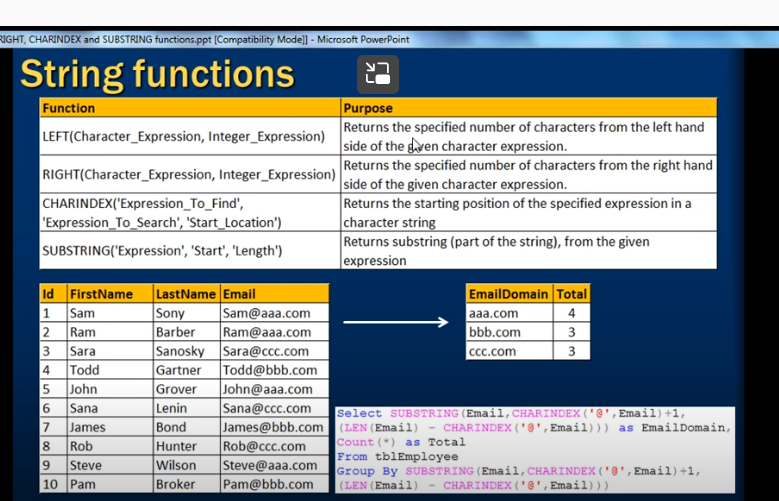 RIGHT, CHARINDEX and SUBSTRING functions.ppt [Compatibility Mode]] - Microsoft PowerPoint
String functions
Function Purpose
LEFT(Character_Expression, Integer_Expression) Returns the specified number of characters from the left hand
side of the given character expression.
RIGHT(Character_Expression, Integer_Expression) Returns the specified number of characters from the right hand
side of the given character expression.
CHARINDEX('Expression_To_Find', Returns the starting position of the specified expression in a
'Expression_To_Search', 'Start_Location') character string
SUBSTRING('Expression', 'Start', 'Length') Returns substring (part of the string), from the given
expression
Id FirstName LastName Email
1 Sam Sony Sam@aaa.com
2 Ram Barber Ram@aaa.com
3 Sara Sanosky Sara@ccc.com
4 Todd Gartner Todd@bbb.com
5 John Grover John@aaa.com
6 Sana Lenin Sana@ccc.com
7 James Bond James@bbb.com
8 Rob Hunter Rob@ccc.com
9 Steve Wilson Steve@aaa.com
10 Pam Broker Pam@bbb.com
EmailDomain Total
aaa.com 4
bbb.com 3
ccc.com 3
Select SUBSTRING(Email,CHARINDEX('@',Email)+1,
(LEN(Email) - CHARINDEX('@',Email))) as EmailDomain,
Count(*) as Total
From tblEmployee
Group By SUBSTRING(Email,CHARINDEX('@',Email)+1,
(LEN(Email) - CHARINDEX('@',Email)))